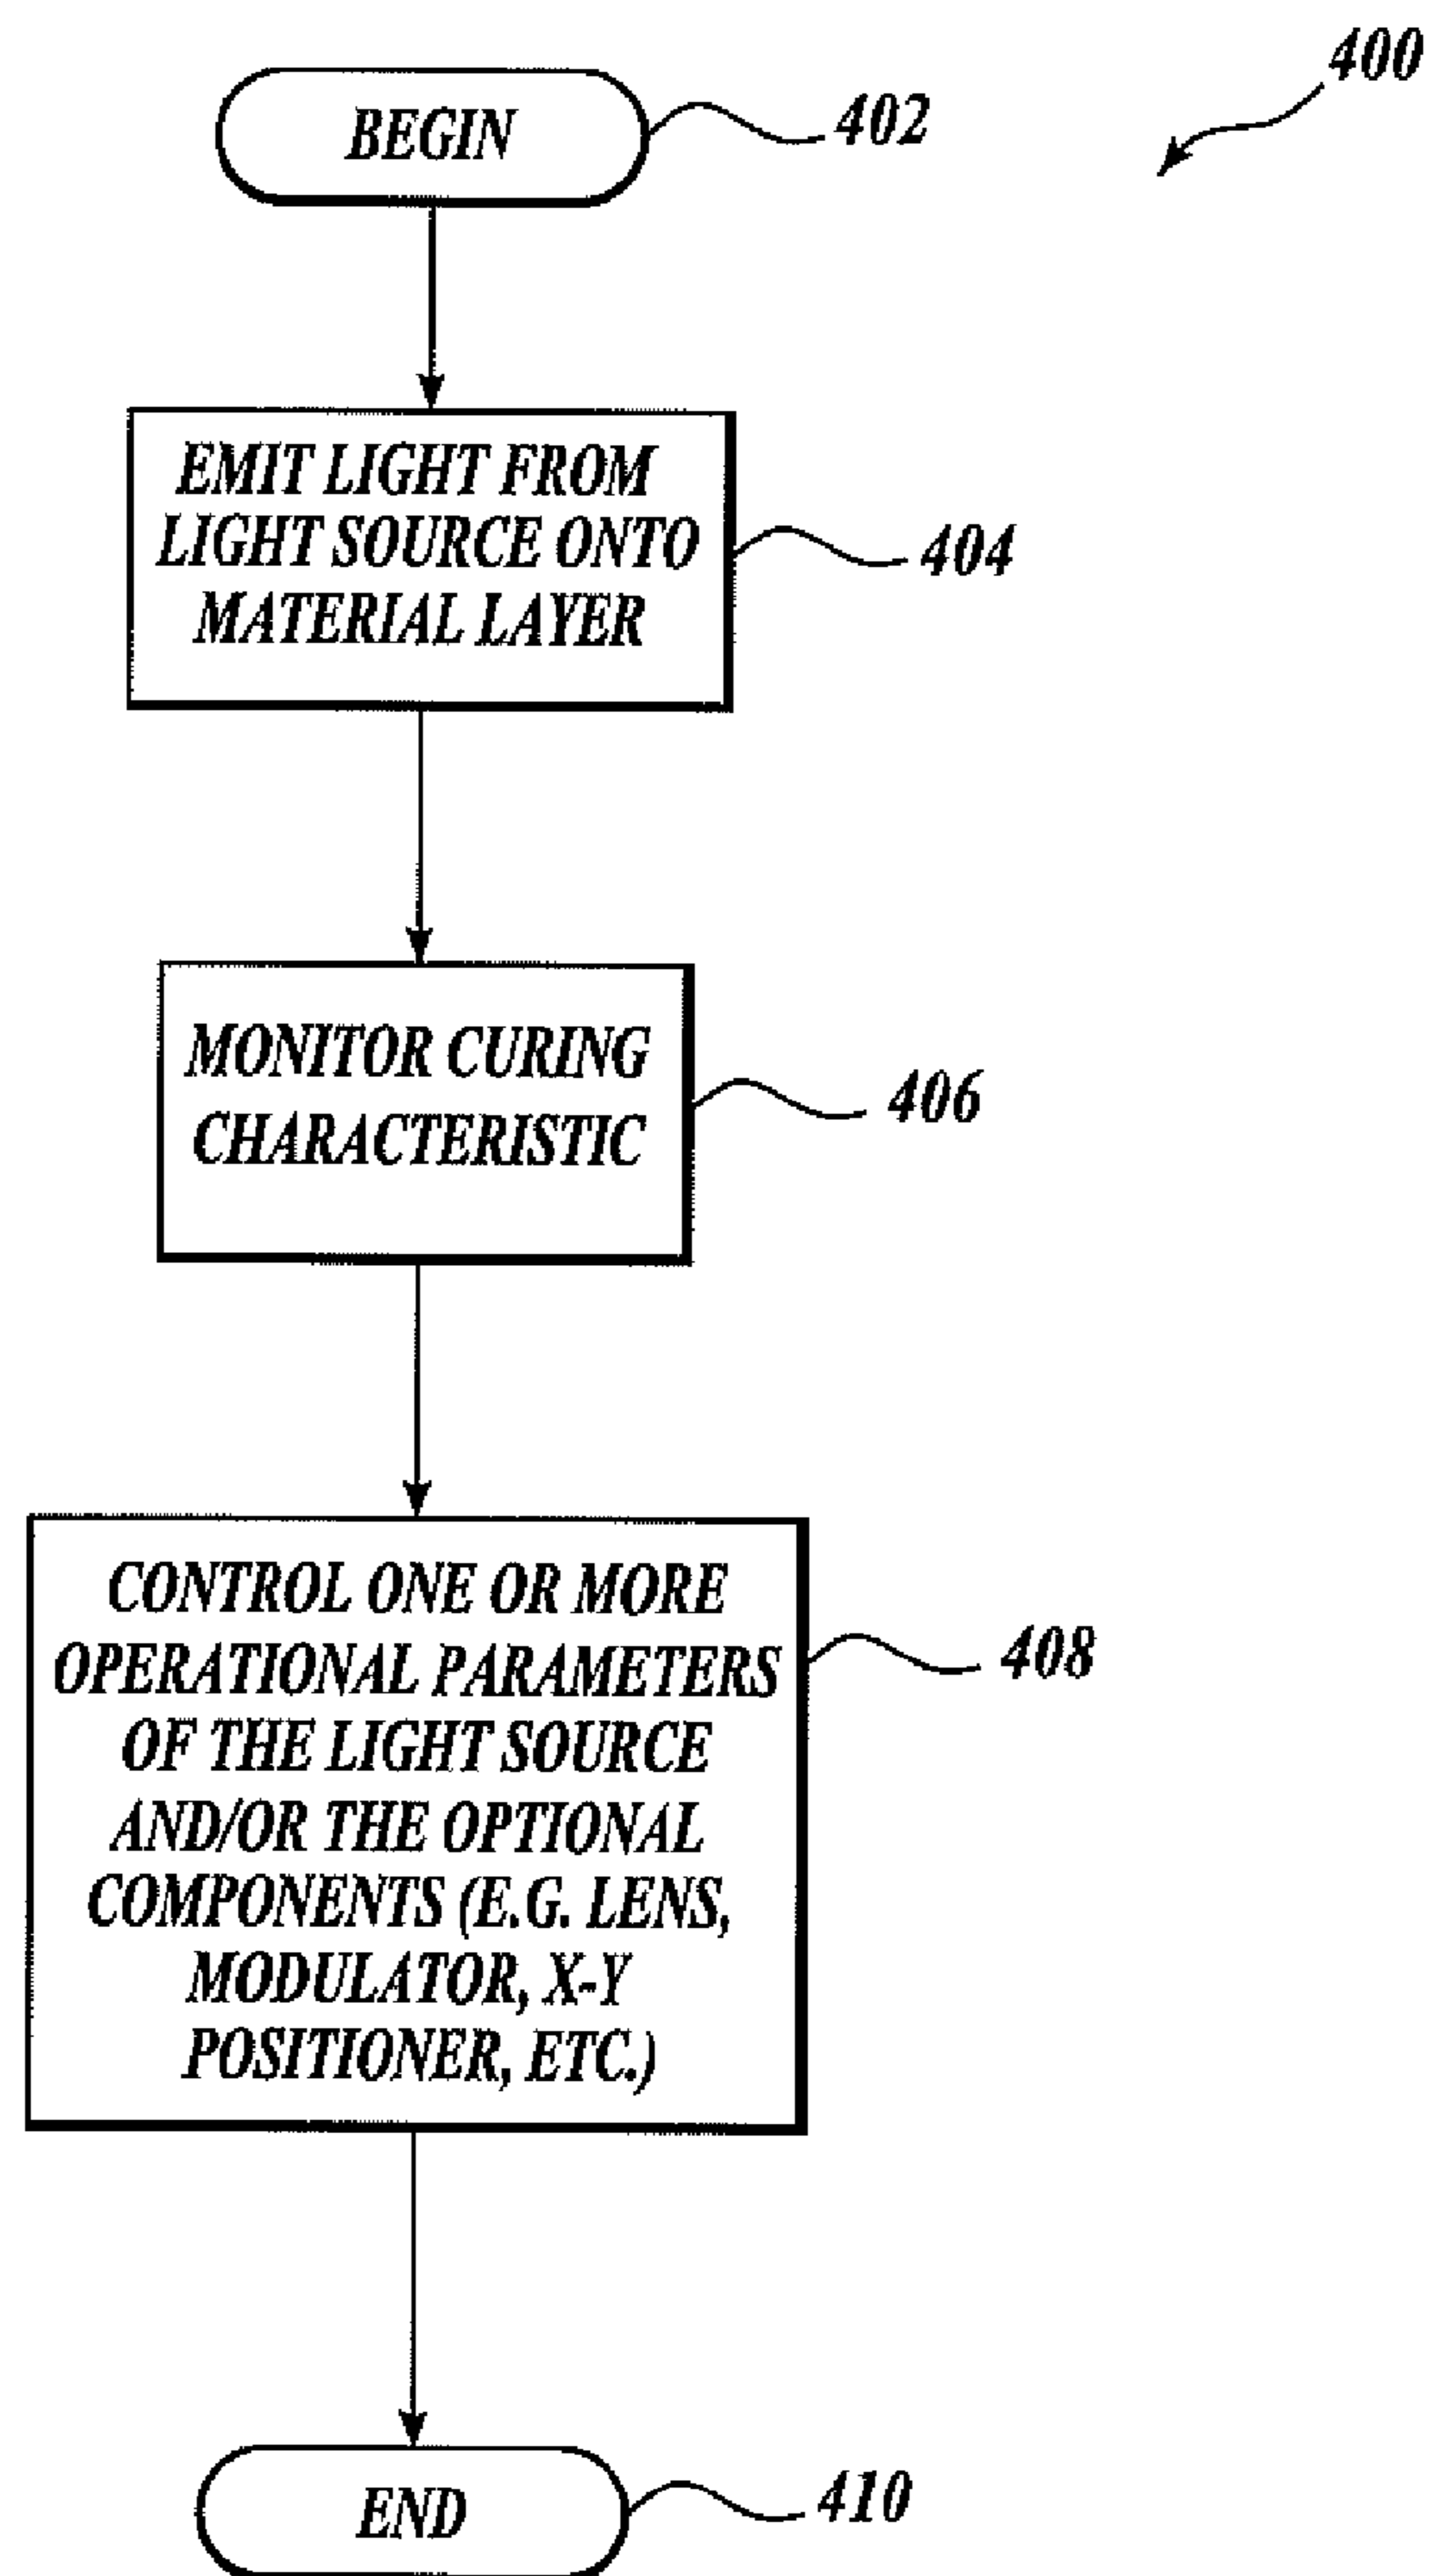 400
BEGIN
402
EMIT LIGHT FROM
LIGHT SOURCE ONTO
MATERIAL LAYER
404
MONITOR CURING
CHARACTERISTIC
406
CONTROL ONE OR MORE
OPERATIONAL PARAMETERS
OF THE LIGHT SOURCE
AND/OR THE OPTIONAL
COMPONENTS (E.G. LENS,
MODULATOR, X-Y
POSITIONER, ETC.)
408
END
410